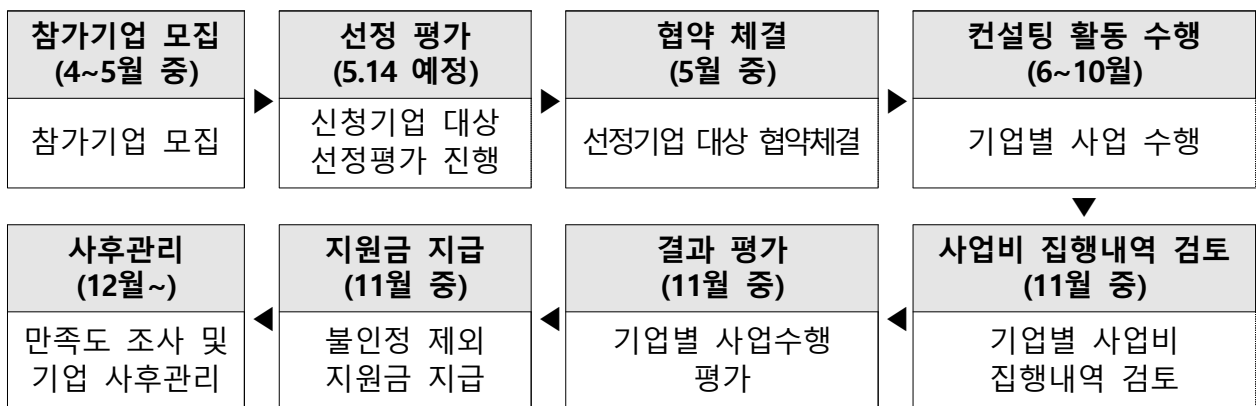 참가기업 모집
(4~5월 중)
참가기업 모집
▶
선정 평가
(5.14 예정)
신청기업 대상
선정평가 진행
▶
협약 체결
(5월 중)
선정기업 대상 협약체결
▶
컨설팅 활동 수행
(6~10월)
기업별 사업 수행
▼
사업비 집행내역 검토
(11월 중)
기업별 사업비
집행내역 검토
◀
결과 평가
(11월 중)
기업별 사업수행
평가
◀
지원금 지급
(11월 중)
불인정 제외
지원금 지급
◀
사후관리
(12월~)
만족도 조사 및
기업 사후관리